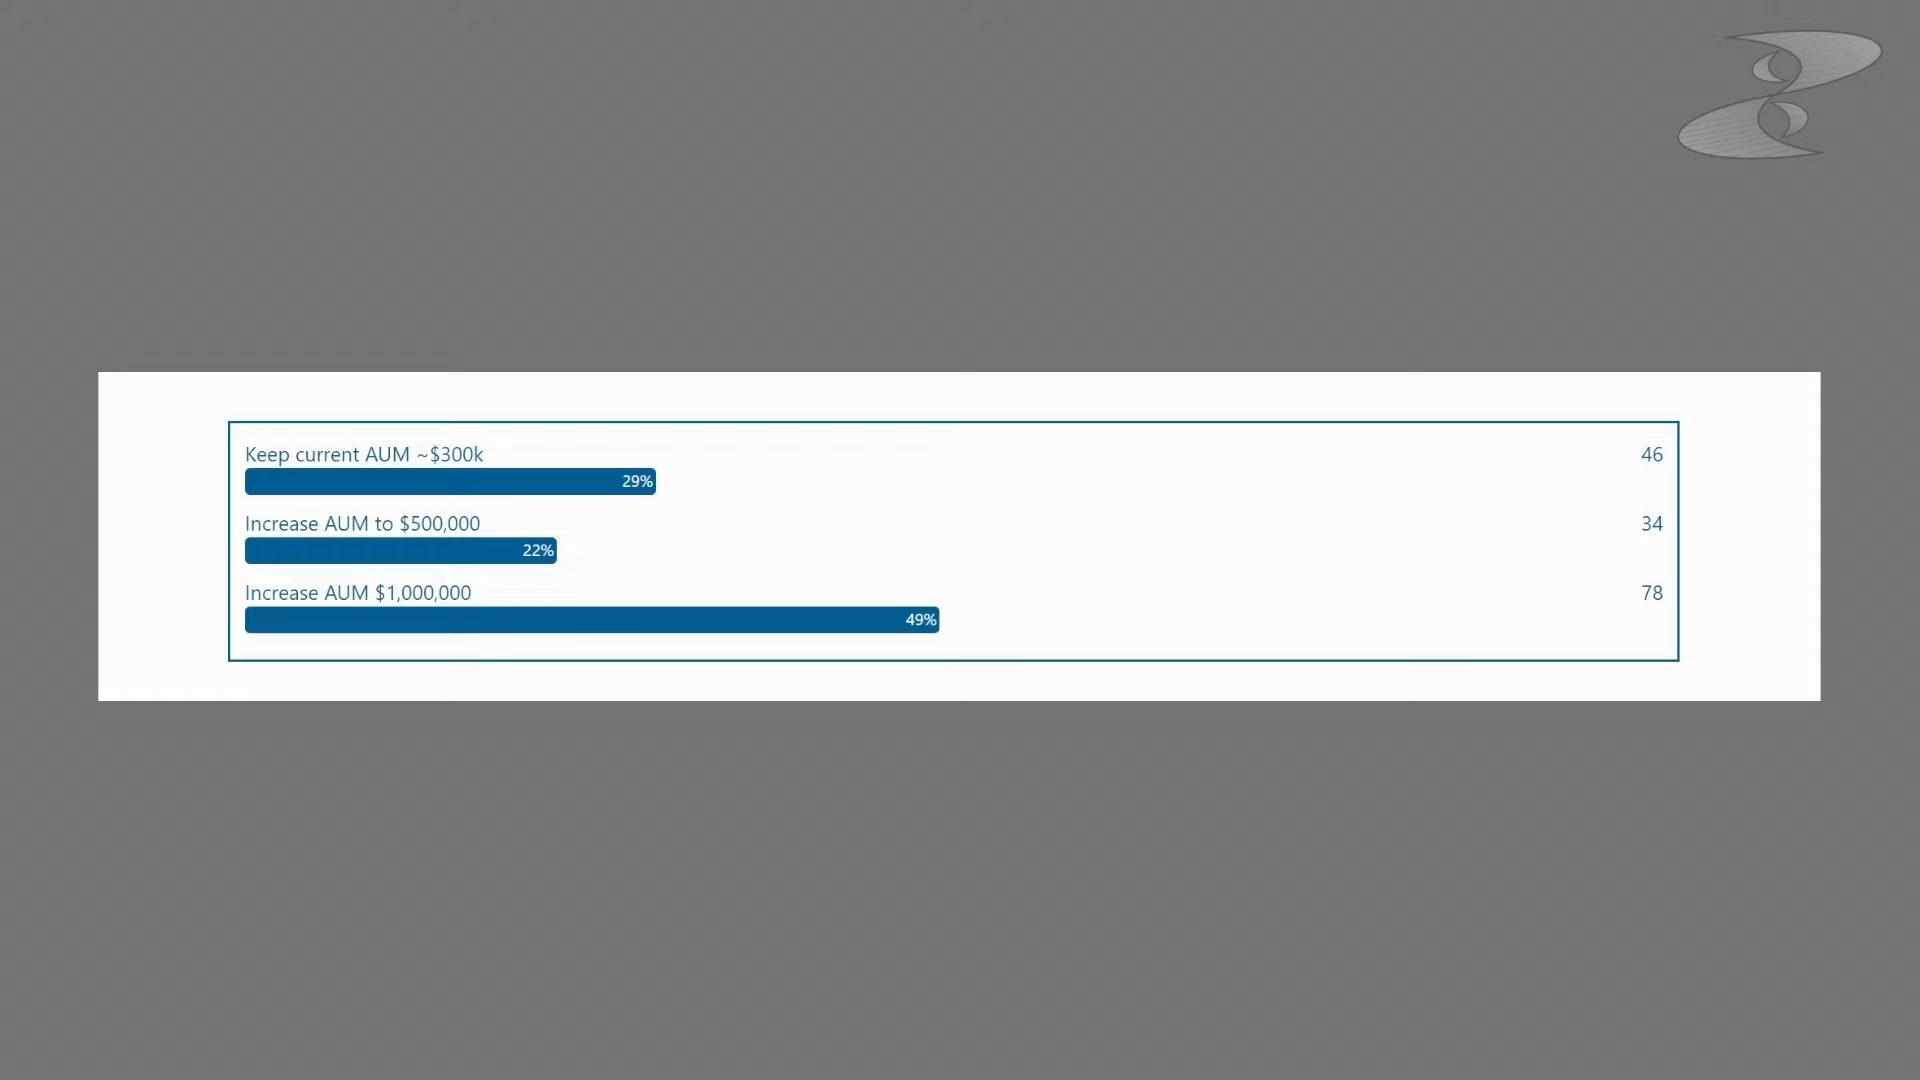 Keep current AUM ~$300k 46
29%
Increase AUM to $500,000 34
22%
Increase AUM $1,000,000 78
49%